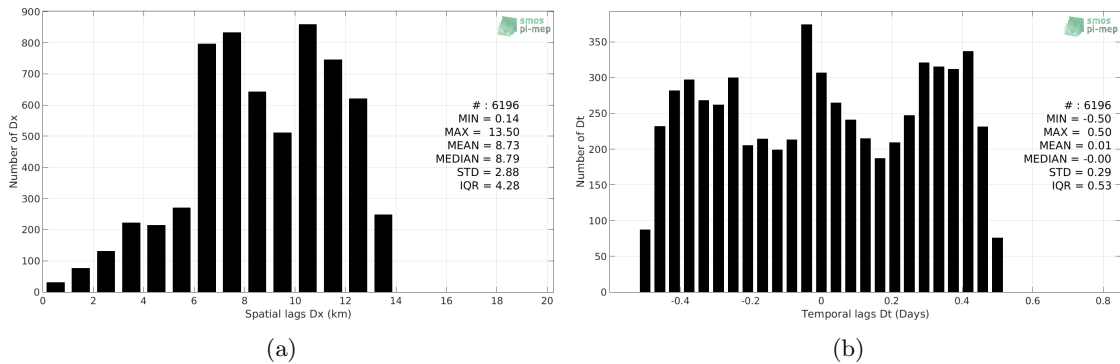 900
800
700
600
500
400
300
200
100
0
Number of Dx
0 2 4 6 8 10 12 14 16 18 20
Spatial lags Dx (km)
smos
pi-mep
# : 6196
MIN = 0.14
MAX = 13.50
MEAN = 8.73
MEDIAN = 8.79
STD = 2.88
IQR = 4.28
(a)
350
300
250
200
150
100
50
0
Number of Dt
-0.4 -0.2 0 0.2 0.4 0.6 0.8
Temporal lags Dt (Days)
smos
pi-mep
# : 6196
MIN = -0.50
MAX = 0.50
MEAN = 0.01
MEDIAN = -0.00
STD = 0.29
IQR = 0.53
(b)